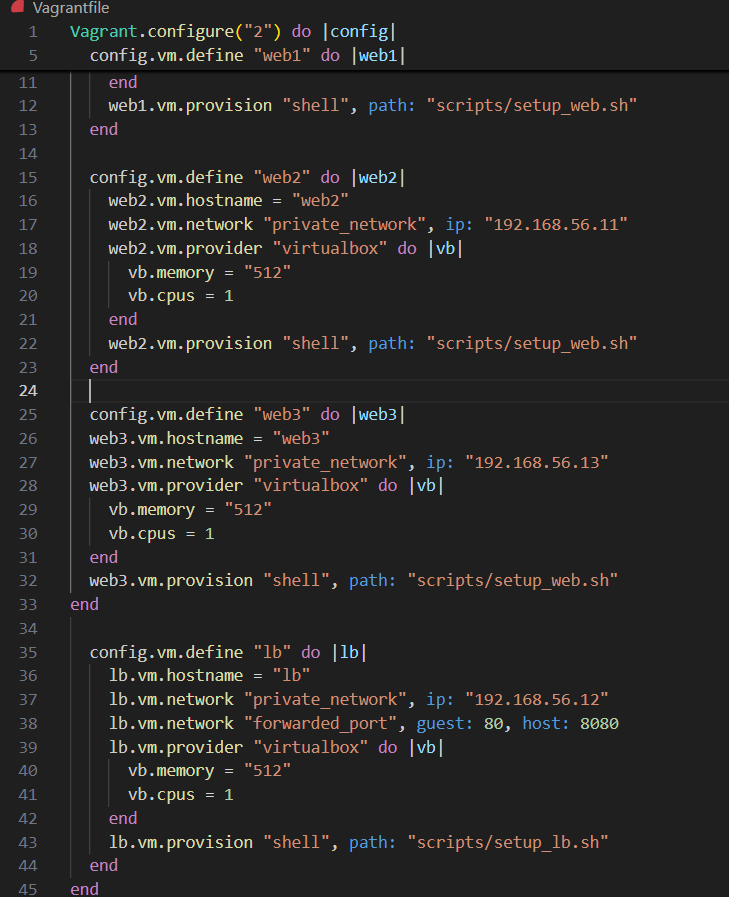 Vagrantfile
1 Vagrant.configure("2") do |config|
5   config.vm.define "web1" do |web1|
11     end
12     web1.vm.provision "shell", path: "scripts/setup_web.sh"
13   end
14
15   config.vm.define "web2" do |web2|
16     web2.vm.hostname = "web2"
17     web2.vm.network "private_network", ip: "192.168.56.11"
18     web2.vm.provider "virtualbox" do |vb|
19       vb.memory = "512"
20       vb.cpus = 1
21     end
22     web2.vm.provision "shell", path: "scripts/setup_web.sh"
23   end
24
25   config.vm.define "web3" do |web3|
26   web3.vm.hostname = "web3"
27   web3.vm.network "private_network", ip: "192.168.56.13"
28   web3.vm.provider "virtualbox" do |vb|
29     vb.memory = "512"
30     vb.cpus = 1
31   end
32   web3.vm.provision "shell", path: "scripts/setup_web.sh"
33 end
34
35   config.vm.define "lb" do |lb|
36     lb.vm.hostname = "lb"
37     lb.vm.network "private_network", ip: "192.168.56.12"
38     lb.vm.network "forwarded_port", guest: 80, host: 8080
39     lb.vm.provider "virtualbox" do |vb|
40       vb.memory = "512"
41       vb.cpus = 1
42     end
43     lb.vm.provision "shell", path: "scripts/setup_lb.sh"
44   end
45 end